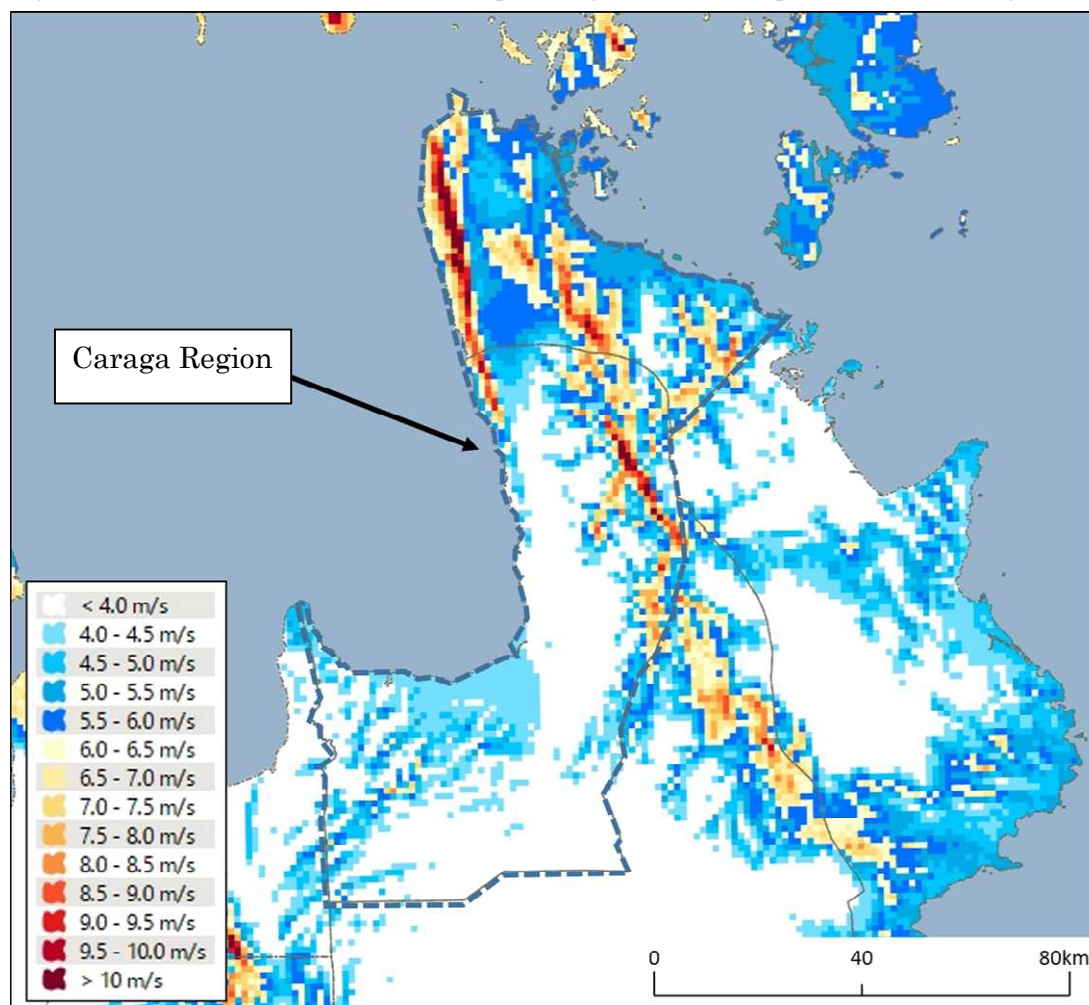 Caraga Region
< 4.0 m/s
4.0 - 4.5 m/s
4.5 - 5.0 m/s
5.0 - 5.5 m/s
5.5 - 6.0 m/s
6.0 - 6.5 m/s
6.5 - 7.0 m/s
7.0 - 7.5 m/s
7.5 - 8.0 m/s
8.0 - 8.5 m/s
8.5 - 9.0 m/s
9.0 - 9.5 m/s
9.5 - 10.0 m/s
> 10 m/s
0 40 80km